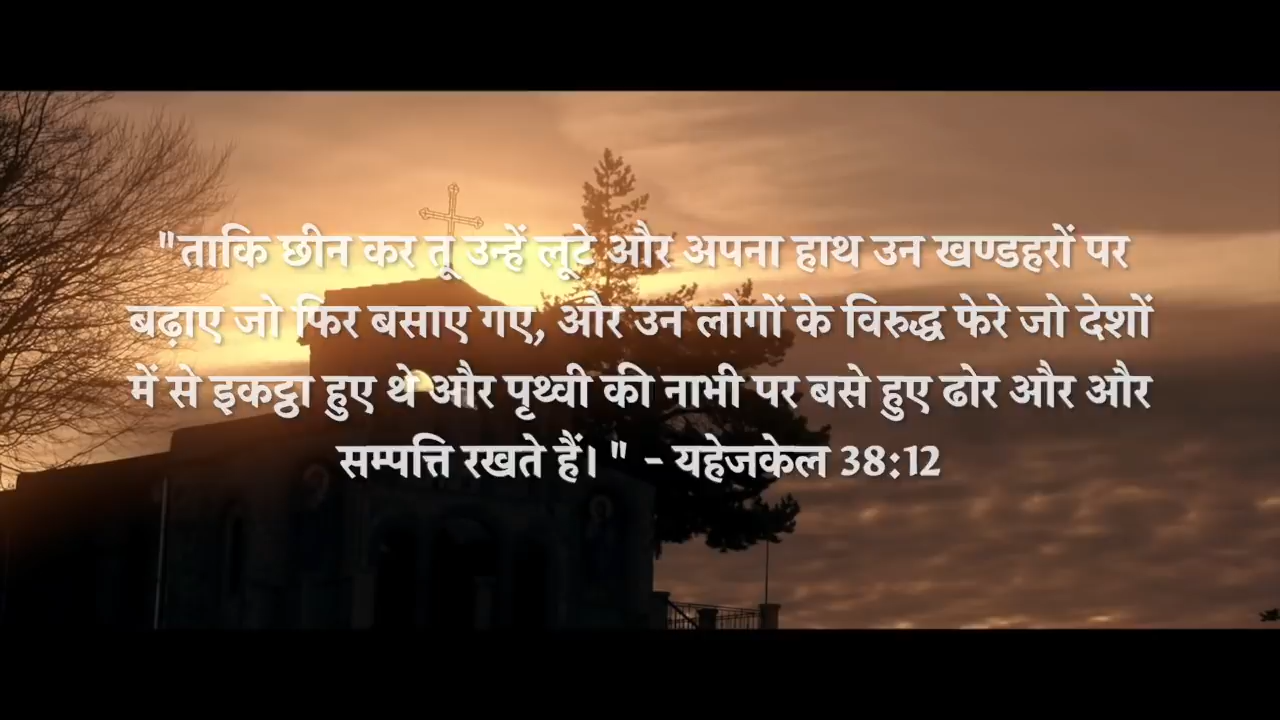 "ताकि छीन कर तू उन्हें लूटे और अपना हाथ उन खण्डहरों पर
बढ़ाए जो फिर बसाए गए, और उन लोगों के विरुद्ध फेरे जो देशों
में से इकट्ठा हुए थे और पृथ्वी की नाभी पर बसे हुए ढोर और और
सम्पत्ति रखते हैं। " - यहेजकेल 38:12